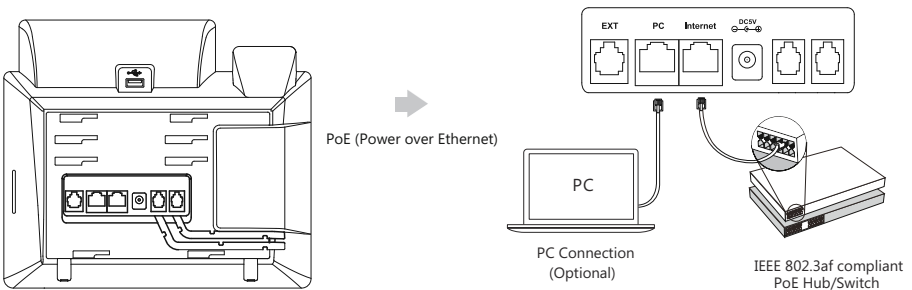 EXT PC Internet DC5V
PoE (Power over Ethernet)
PC
PC Connection
(Optional)
IEEE 802.3af compliant
PoE Hub/Switch